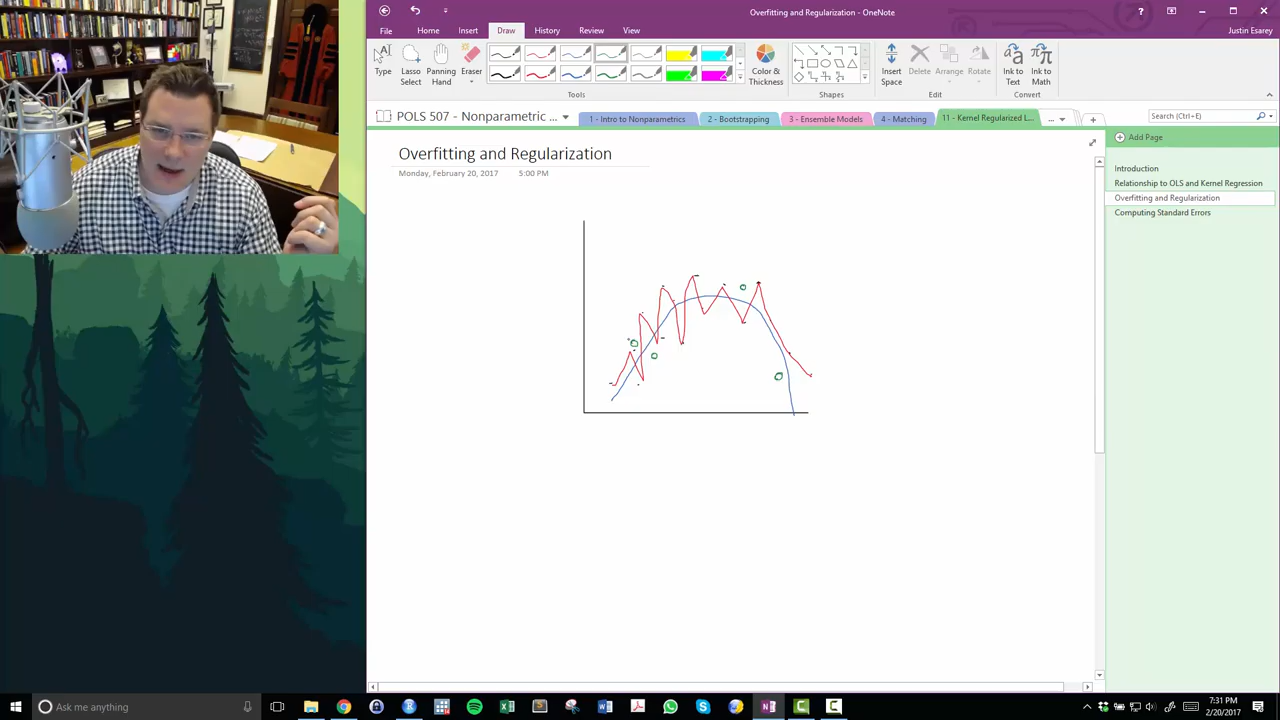 Overfitting and Regularization - OneNote
File
Home
Insert
Draw
History
Review
View
Justin Esarey
Type
Lasso
Select
Panning
Hand
Eraser
Color &
Thickness
Insert
Space
Delete
Arrange
Rotate
Ink to
Text
Ink to
Math
Tools
Shapes
Edit
Convert
POLS 507 - Nonparametric ...
1 - Intro to Nonparametrics
2 - Bootstrapping
3 - Ensemble Models
4 - Matching
11 - Kernel Regularized L...
...
Search (Ctrl+E)
Overfitting and Regularization
Monday, February 20, 2017
5:00 PM
Add Page
Introduction
Relationship to OLS and Kernel Regression
Overfitting and Regularization
Computing Standard Errors
Ask me anything
7:31 PM
2/20/2017